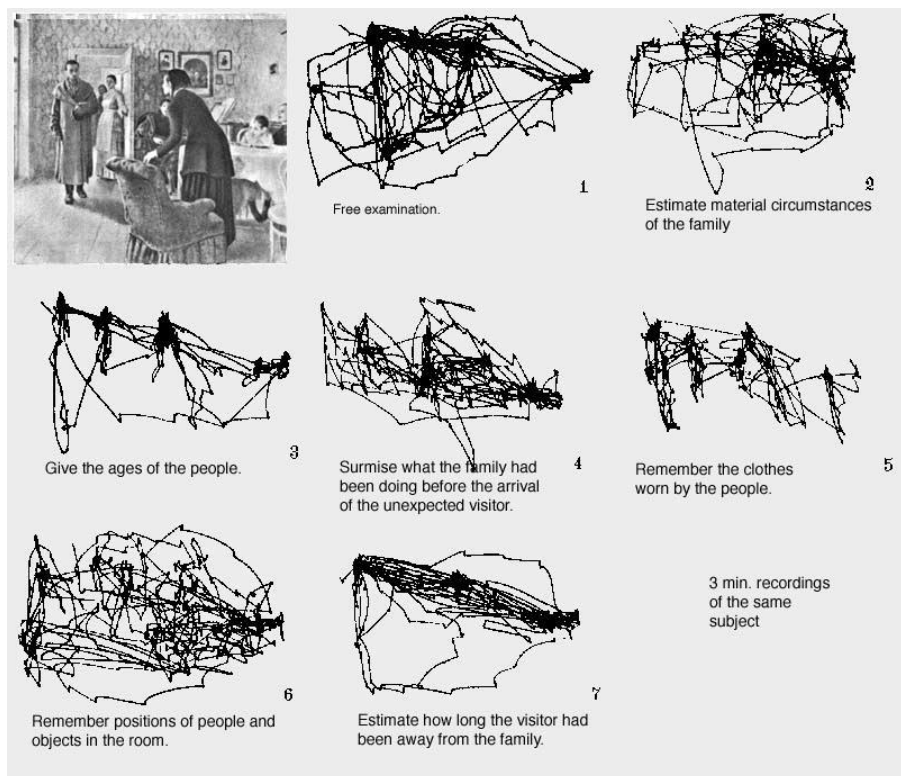 1
Free examination.
2
Estimate material circumstances
of the family
3
Give the ages of the people.
4
Surmise what the family had
been doing before the arrival
of the unexpected visitor.
5
Remember the clothes
worn by the people.
6
Remember positions of people and
objects in the room.
7
Estimate how long the visitor had
been away from the family.
3 min. recordings
of the same
subject